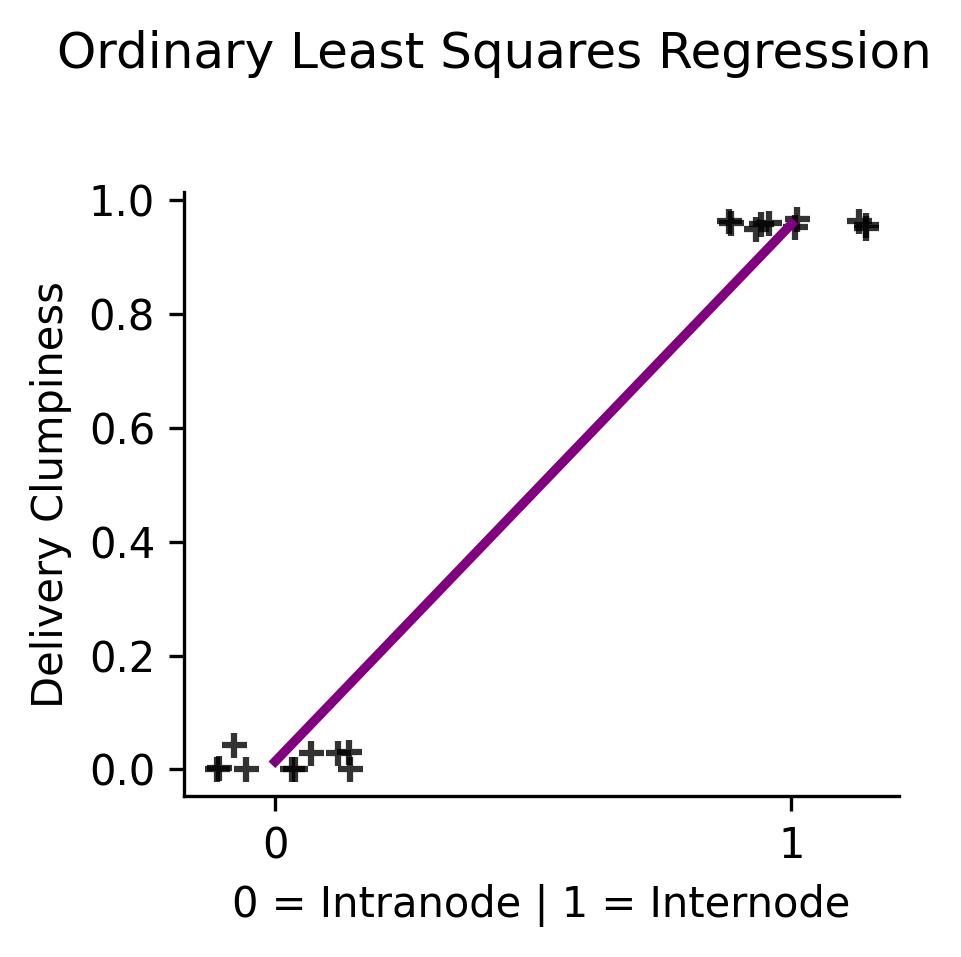 Ordinary Least Squares Regression
1.0
0.8
0.6
0.4
0.2
0.0
Delivery Clumpiness
0 1
0 = Intranode | 1 = Internode